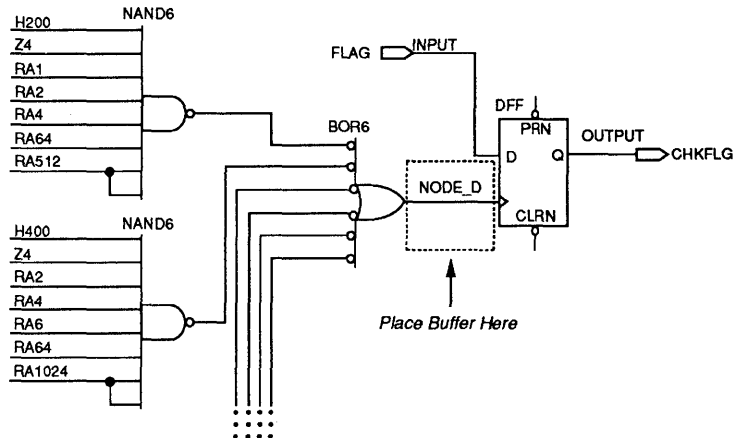 NAND6
H200
Z4
RA1
RA2
RA4
RA64
RA512
FLAG
INPUT
BOR6
DFF
PRN
D
Q
CLRN
OUTPUT
CHKFLG
NODE_D
Place Buffer Here
NAND6
H400
Z4
RA2
RA4
RA6
RA64
RA1024